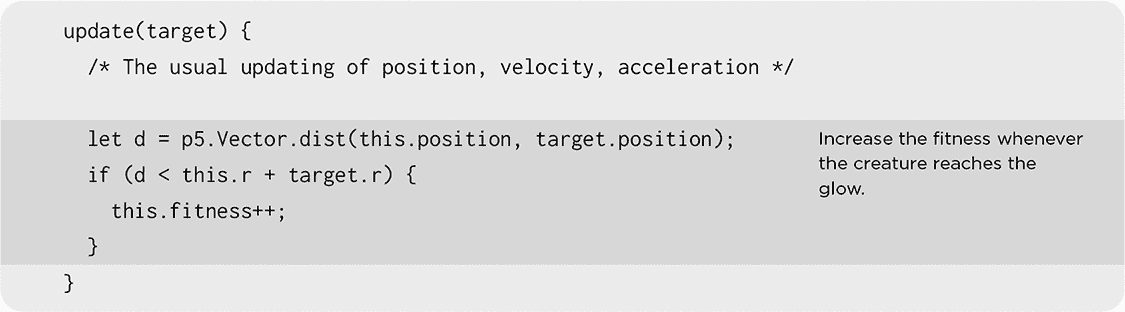 update(target) {
/* The usual updating of position, velocity, acceleration */
let d = p5.Vector.dist(this.position, target.position);
if (d < this.r + target.r) {
this.fitness++;
}
}
Increase the fitness whenever
the creature reaches the
glow.